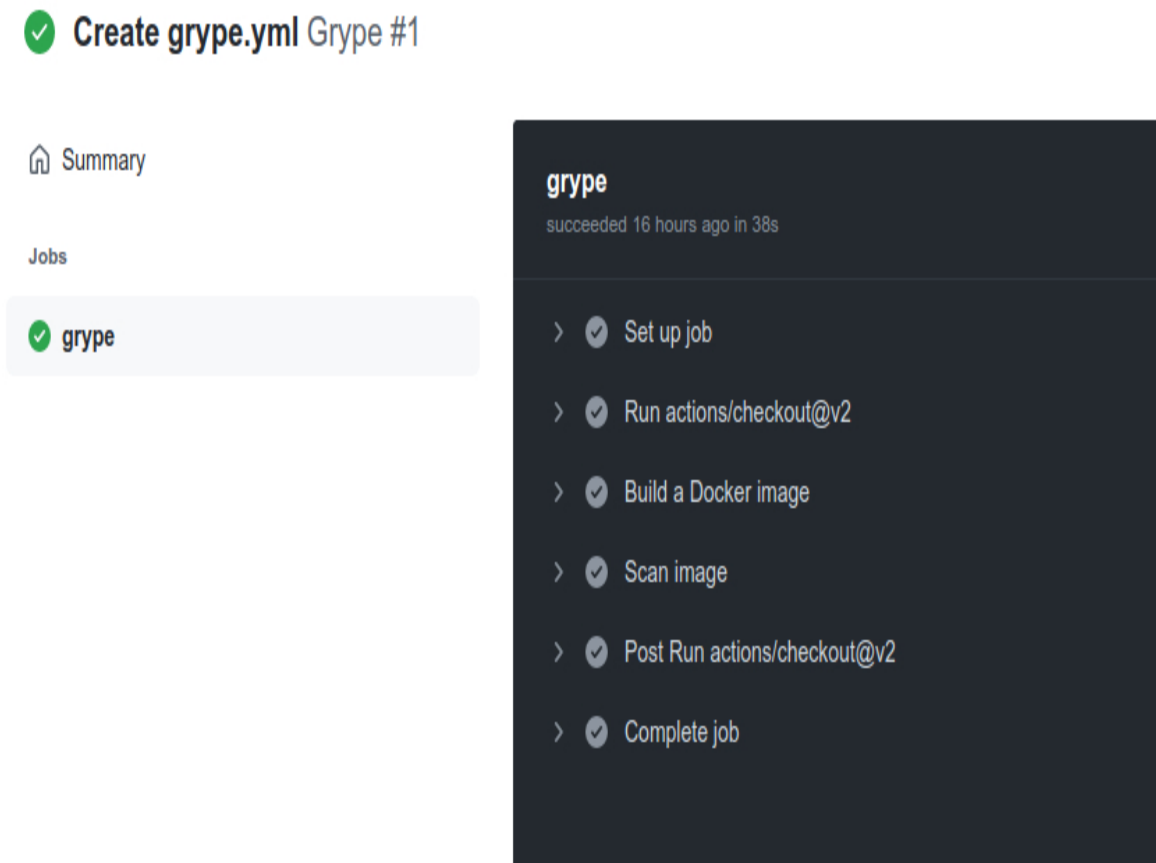 Create grype.yml Grype #1
Summary
Jobs
grype
grype
succeeded 16 hours ago in 38s
Set up job
Run actions/checkout@v2
Build a Docker image
Scan image
Post Run actions/checkout@v2
Complete job